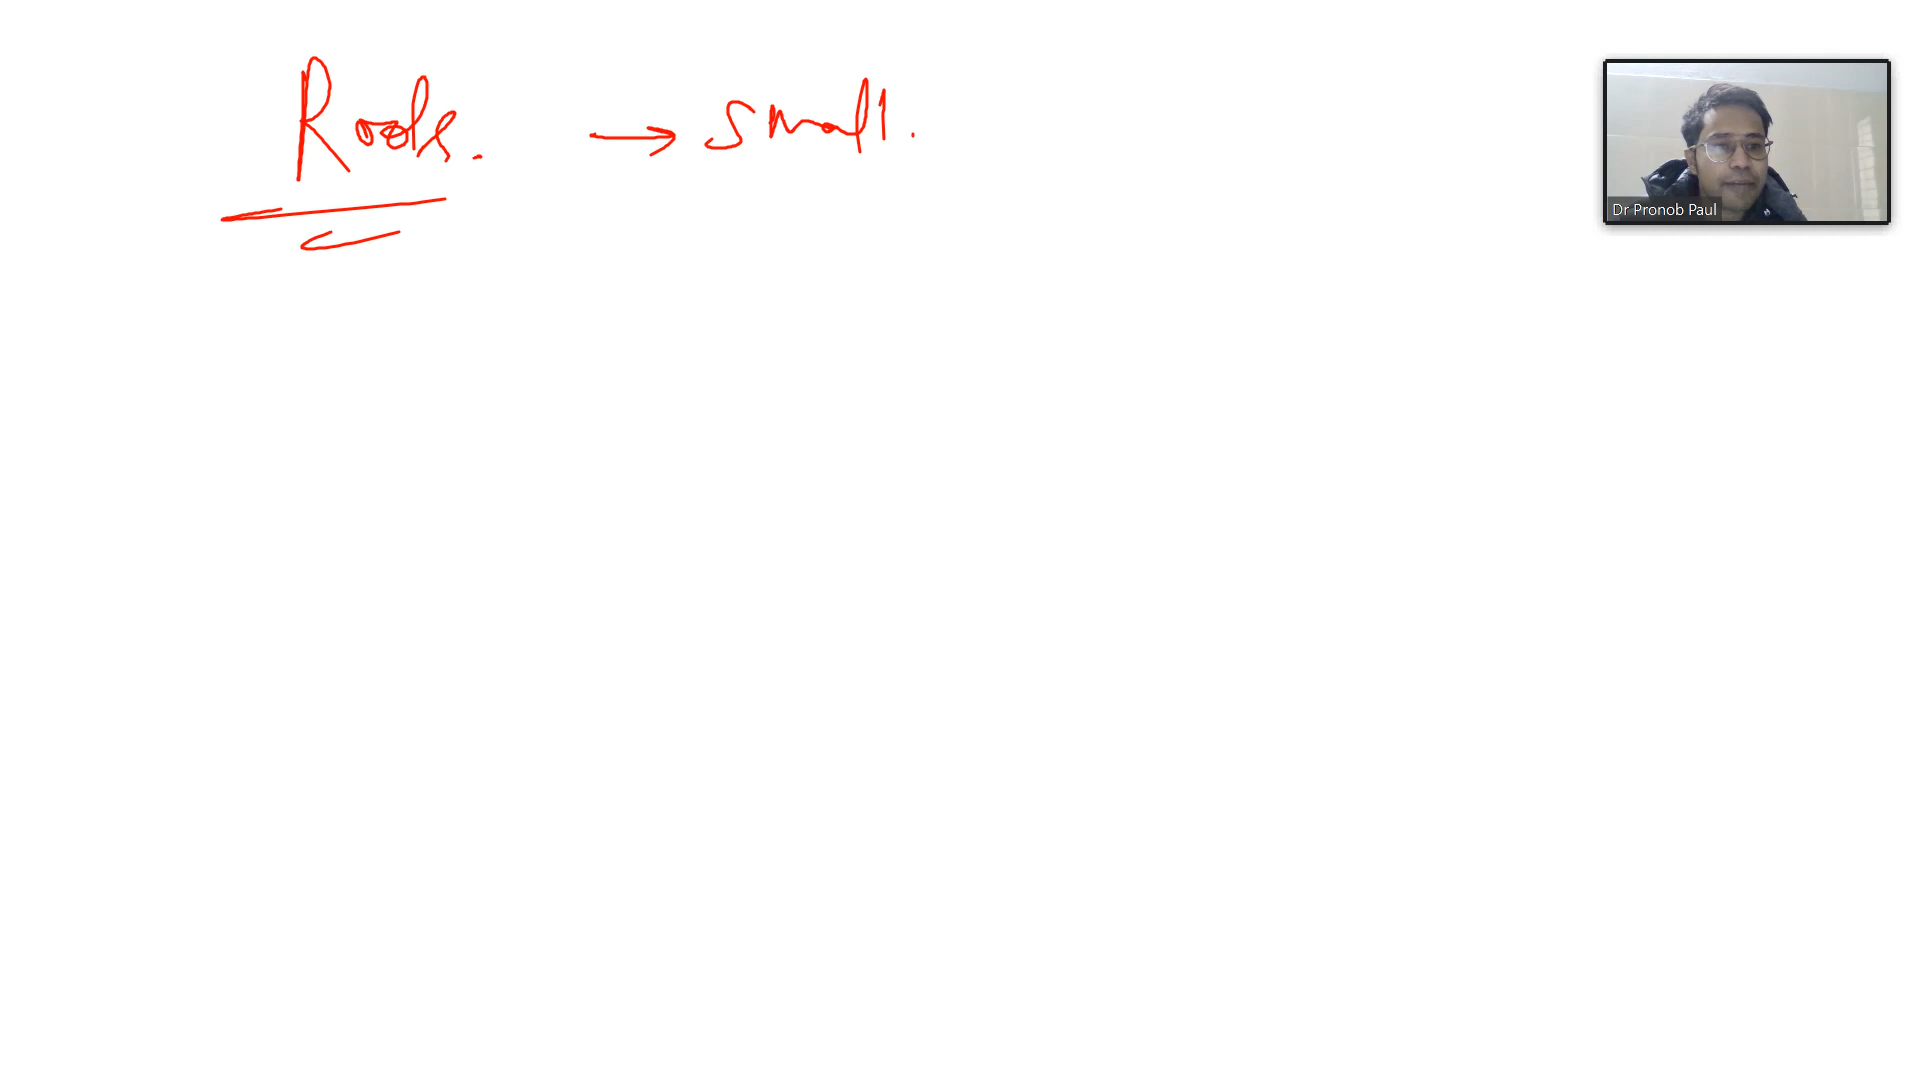 Roots. → small.
Dr Pronob Paul